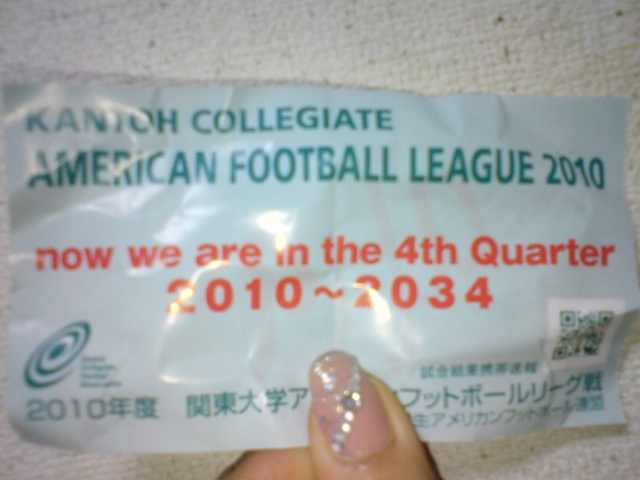 KANTOH COLLEGIATE
AMERICAN FOOTBALL LEAGUE 2010
now we are in the 4th Quarter
2010~2034
試合結果携帯速報
2010年度 関東大学ア フットボールリーグ戦
生アメリカンフットボール連盟